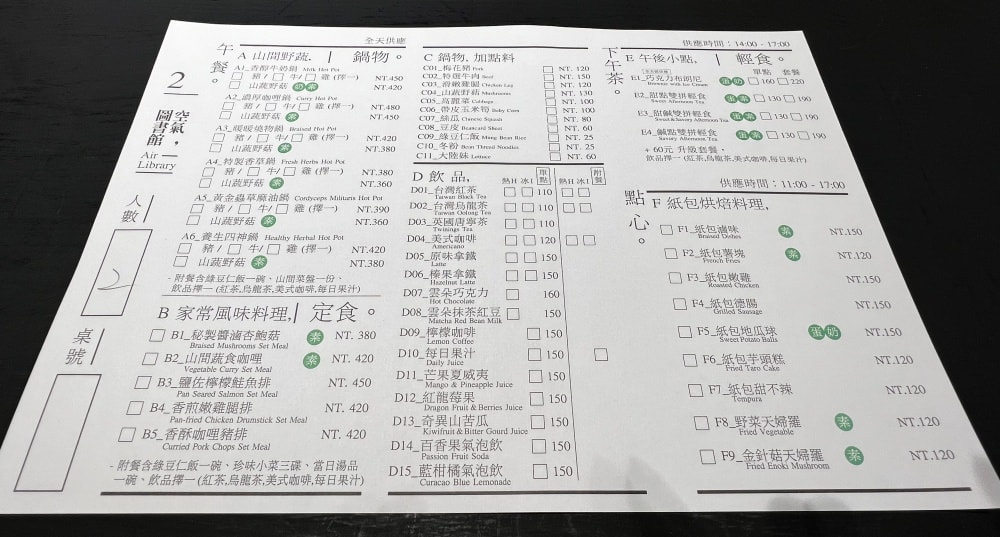 2
空氣，
圖書館
Air
Library
人數
2
桌號
午餐。
全天供應
A 山間野蔬, 鍋物。
A1_香醇牛奶鍋 Milk Hot Pot
豬 / 牛/ 雞 (擇一) NT.450
山蔬野菇 奶 素 NT.420
A2_濃厚咖哩鍋 Curry Hot Pot
豬 / 牛/ 雞 (擇一) NT.480
山蔬野菇 素 NT.450
A3_暖暖燒物鍋 Braised Hot Pot
豬 / 牛/ 雞 (擇一) NT.420
山蔬野菇 素 NT.380
A4_特製香草鍋 Fresh Herbs Hot Pot
豬 / 牛/ 雞 (擇一) NT.380
山蔬野菇 素 NT.360
A5_黃金蟲草麻油鍋 Cordyceps Militaris Hot Pot
豬 / 牛/ 雞 (擇一) NT.390
山蔬野菇 素 NT.360
A6_養生四神鍋 Healthy Herbal Hot Pot
豬 / 牛/ 雞 (擇一) NT.420
山蔬野菇 素 NT.380
- 附餐含綠豆仁飯一碗、山間菜盤一份、
飲品擇一 (紅茶,烏龍茶,美式咖啡,每日果汁)
B 家常風味料理, 定食。
B1_秘製醬滷杏鮑菇 素 NT. 380
Braised Mushrooms Set Meal
B2_山間蔬食咖哩 素 NT. 420
Vegetable Curry Set Meal
B3_鹽佐檸檬鮭魚排 NT. 450
Pan Seared Salmon Set Meal
B4_香煎嫩雞腿排 NT. 420
Pan-fried Chicken Drumstick Set Meal
B5_香酥咖哩豬排 NT. 420
Curried Pork Chops Set Meal
- 附餐含綠豆仁飯一碗、珍味小菜三碟、當日湯品
一碗、飲品擇一 (紅茶,烏龍茶,美式咖啡,每日果汁)
C 鍋物, 加點料
C01_梅花豬 Pork NT. 120
C02_特選牛肉 Beef NT. 150
C03_滑嫩雞腿 Chicken Leg NT. 120
C04_山蔬野菇 Mushrooms NT. 130
C05_高麗菜 Cabbage NT. 100
C06_帶皮玉米筍 Baby Corn NT. 100
C07_絲瓜 Chinese Squash NT. 80
C08_豆皮 Beancurd Sheet NT. 60
C09_綠豆仁飯 Mung Bean Rice NT. 25
C10_冬粉 Bean Thread Noodles NT. 25
C11_大陸妹 Lettuce NT. 60
D 飲品, 熱H 冰I 單點 熱H 冰I 附餐
D01_台灣紅茶 110
Taiwan Black Tea
D02_台灣烏龍茶 110
Taiwan Oolong Tea
D03_英國唐寧茶 110
Twinings Tea
D04_美式咖啡 120
Americano
D05_原味拿鐵 150
Latte
D06_榛果拿鐵 150
Hazelnut Latte
D07_雲朵巧克力 160
Hot Chocolate
D08_雲朵抹茶紅豆 150
Matcha Red Bean Milk
D09_檸檬咖啡 150
Lemon Coffee
D10_每日果汁 150
Daily Juice
D11_芒果夏威夷 150
Mango & Pineapple Juice
D12_紅龍莓果 150
Dragon Fruit & Berries Juice
D13_奇異山苦瓜 150
Kiwifruit & Bitter Gourd Juice
D14_百香果氣泡飲 150
Passion Fruit Soda
D15_藍柑橘氣泡飲 150
Curacao Blue Lemonade
下午茶。
供應時間：14:00 - 17:00
E 午後小點, 輕食。
單點 套餐
E1_巧克力布朗尼 蛋 奶 160 220
Brownie with Ice Cream
E2_甜點雙拼輕食 蛋 素 130 190
Sweet Afternoon Tea
E3_甜鹹雙拼輕食 蛋 素 130 190
Sweet&Savory Afternoon Tea
E4_鹹點雙拼輕食 蛋 素 130 190
Savory Afternoon Tea
+ 60元 升級套餐,
飲品擇一 (紅茶,烏龍茶,美式咖啡,每日果汁)
點心。
供應時間：11:00 - 17:00
F 紙包烘焙料理,
F1_紙包滷味 素 NT.150
Braised Dishes
F2_紙包薯塊 素 NT.120
French Fries
F3_紙包嫩雞 NT.150
Roasted Chicken
F4_紙包德腸 NT.150
Grilled Sausage
F5_紙包地瓜球 蛋 奶 NT.150
Sweet Potato Balls
F6_紙包芋頭糕 NT.120
Fried Taro Cake
F7_紙包甜不辣 NT.120
Tempura
F8_野菜天婦羅 素 NT.120
Fried Vegetable
F9_金針菇天婦羅 素 NT.120
Fried Enoki Mushroom